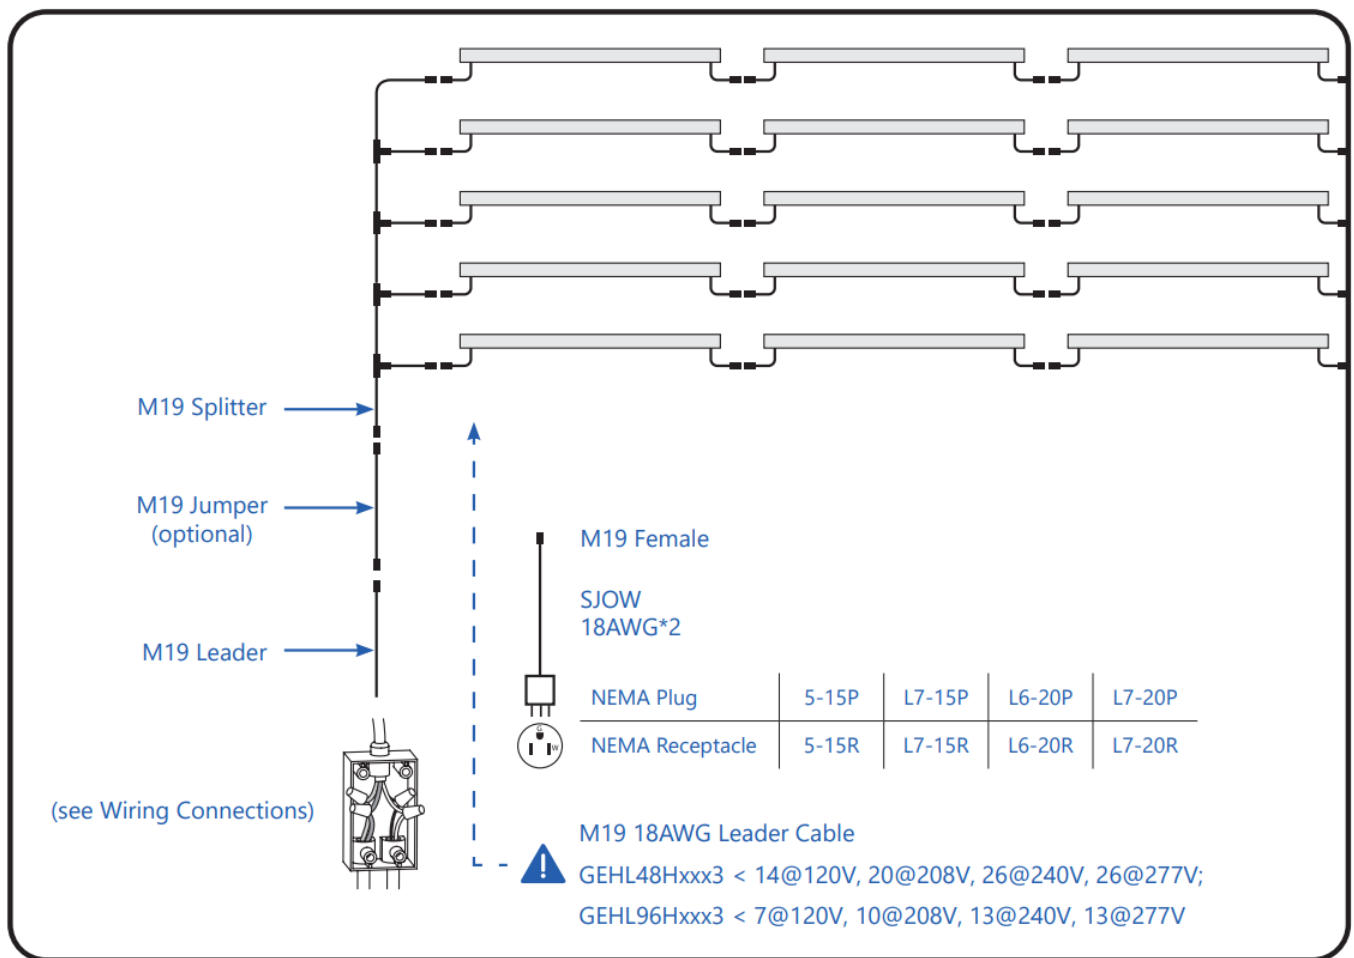 M19 Splitter
M19 Jumper
(optional)
M19 Leader
(see Wiring Connections)
M19 Female
SJOW
18AWG*2
NEMA Plug 5-15P L7-15P L6-20P L7-20P
G
W
NEMA Receptacle 5-15R L7-15R L6-20R L7-20R
M19 18AWG Leader Cable
GEHL48Hxxx3 < 14@120V, 20@208V, 26@240V, 26@277V;
GEHL96Hxxx3 < 7@120V, 10@208V, 13@240V, 13@277V